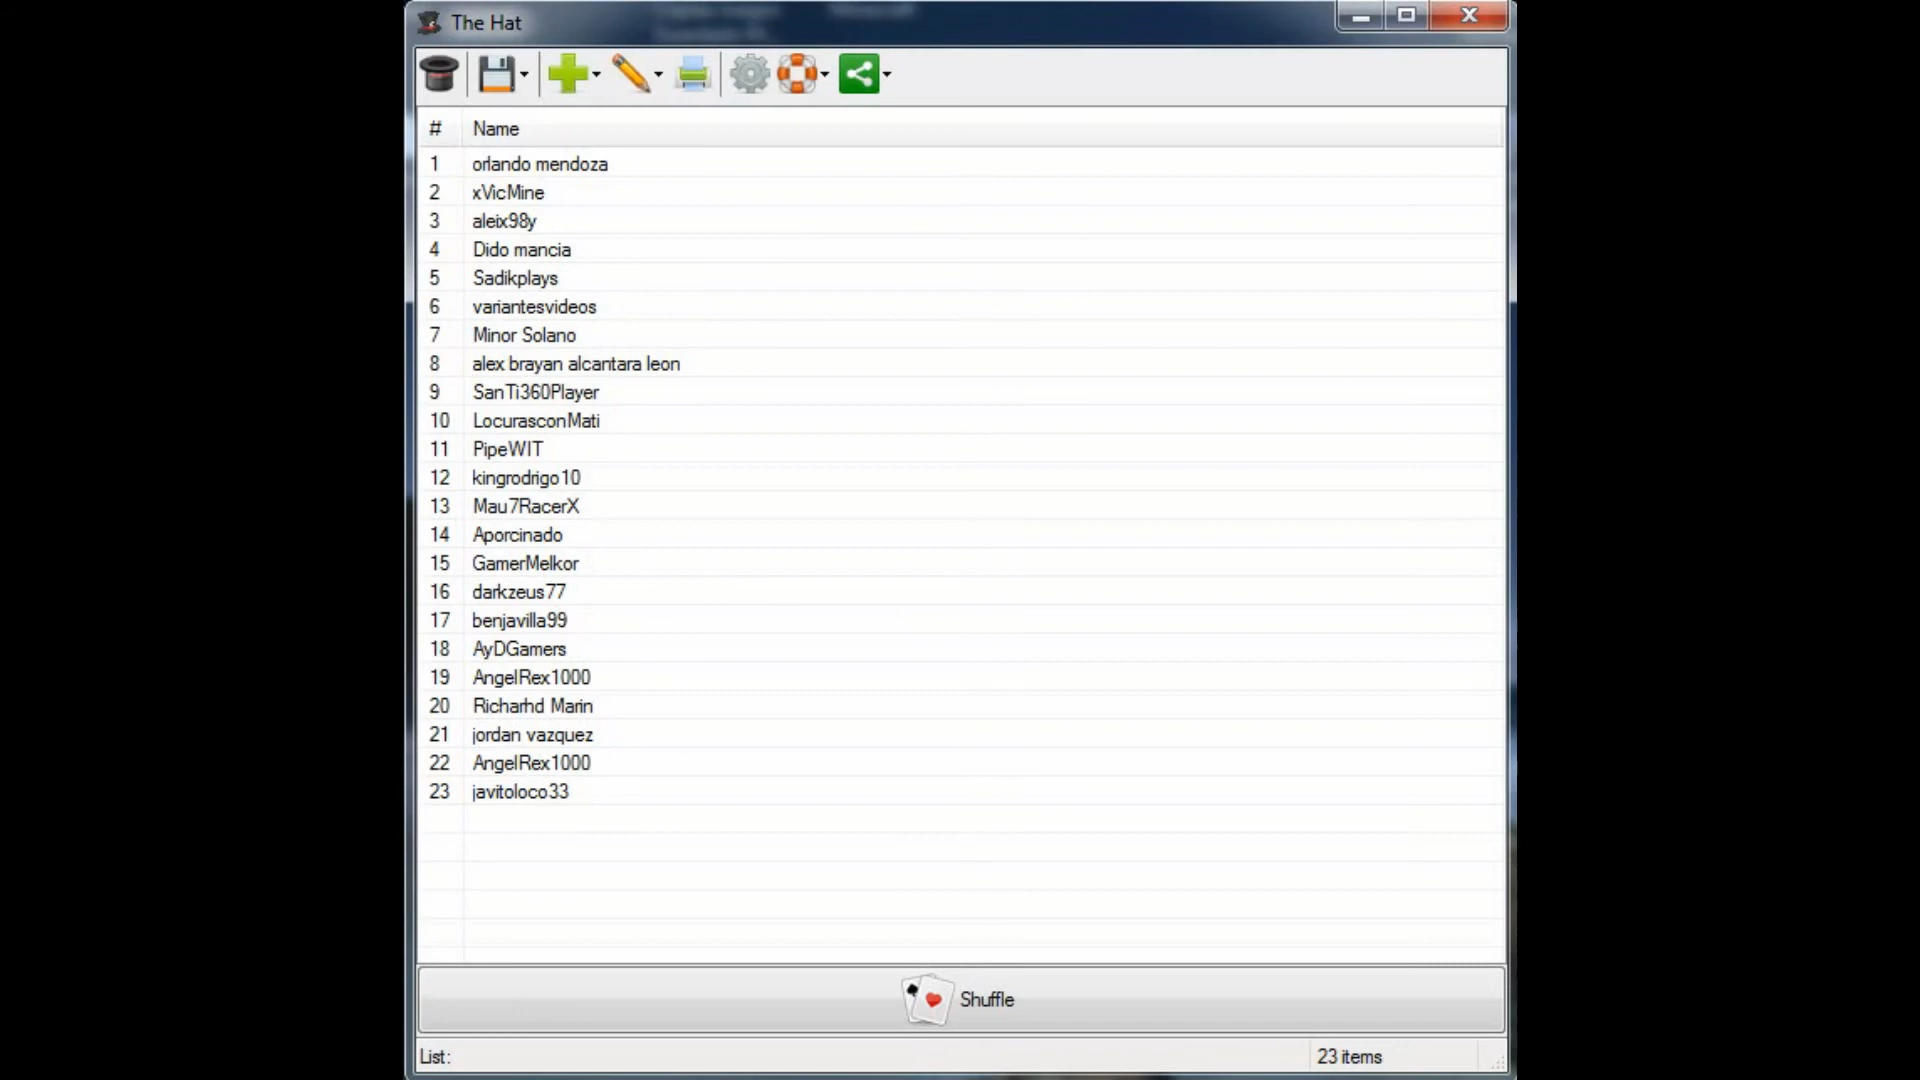 The Hat
# Name
1 orlando mendoza
2 xVicMine
3 aleix98y
4 Dido mancia
5 Sadikplays
6 variantesvideos
7 Minor Solano
8 alex brayan alcantara leon
9 SanTi360Player
10 LocurasconMati
11 PipeWIT
12 kingrodrigo10
13 Mau7RacerX
14 Aporcinado
15 GamerMelkor
16 darkzeus77
17 benjavilla99
18 AyDGamers
19 AngelRex1000
20 Richarhd Marin
21 jordan vazquez
22 AngelRex1000
23 javitoloco33
Shuffle
List: 23 items